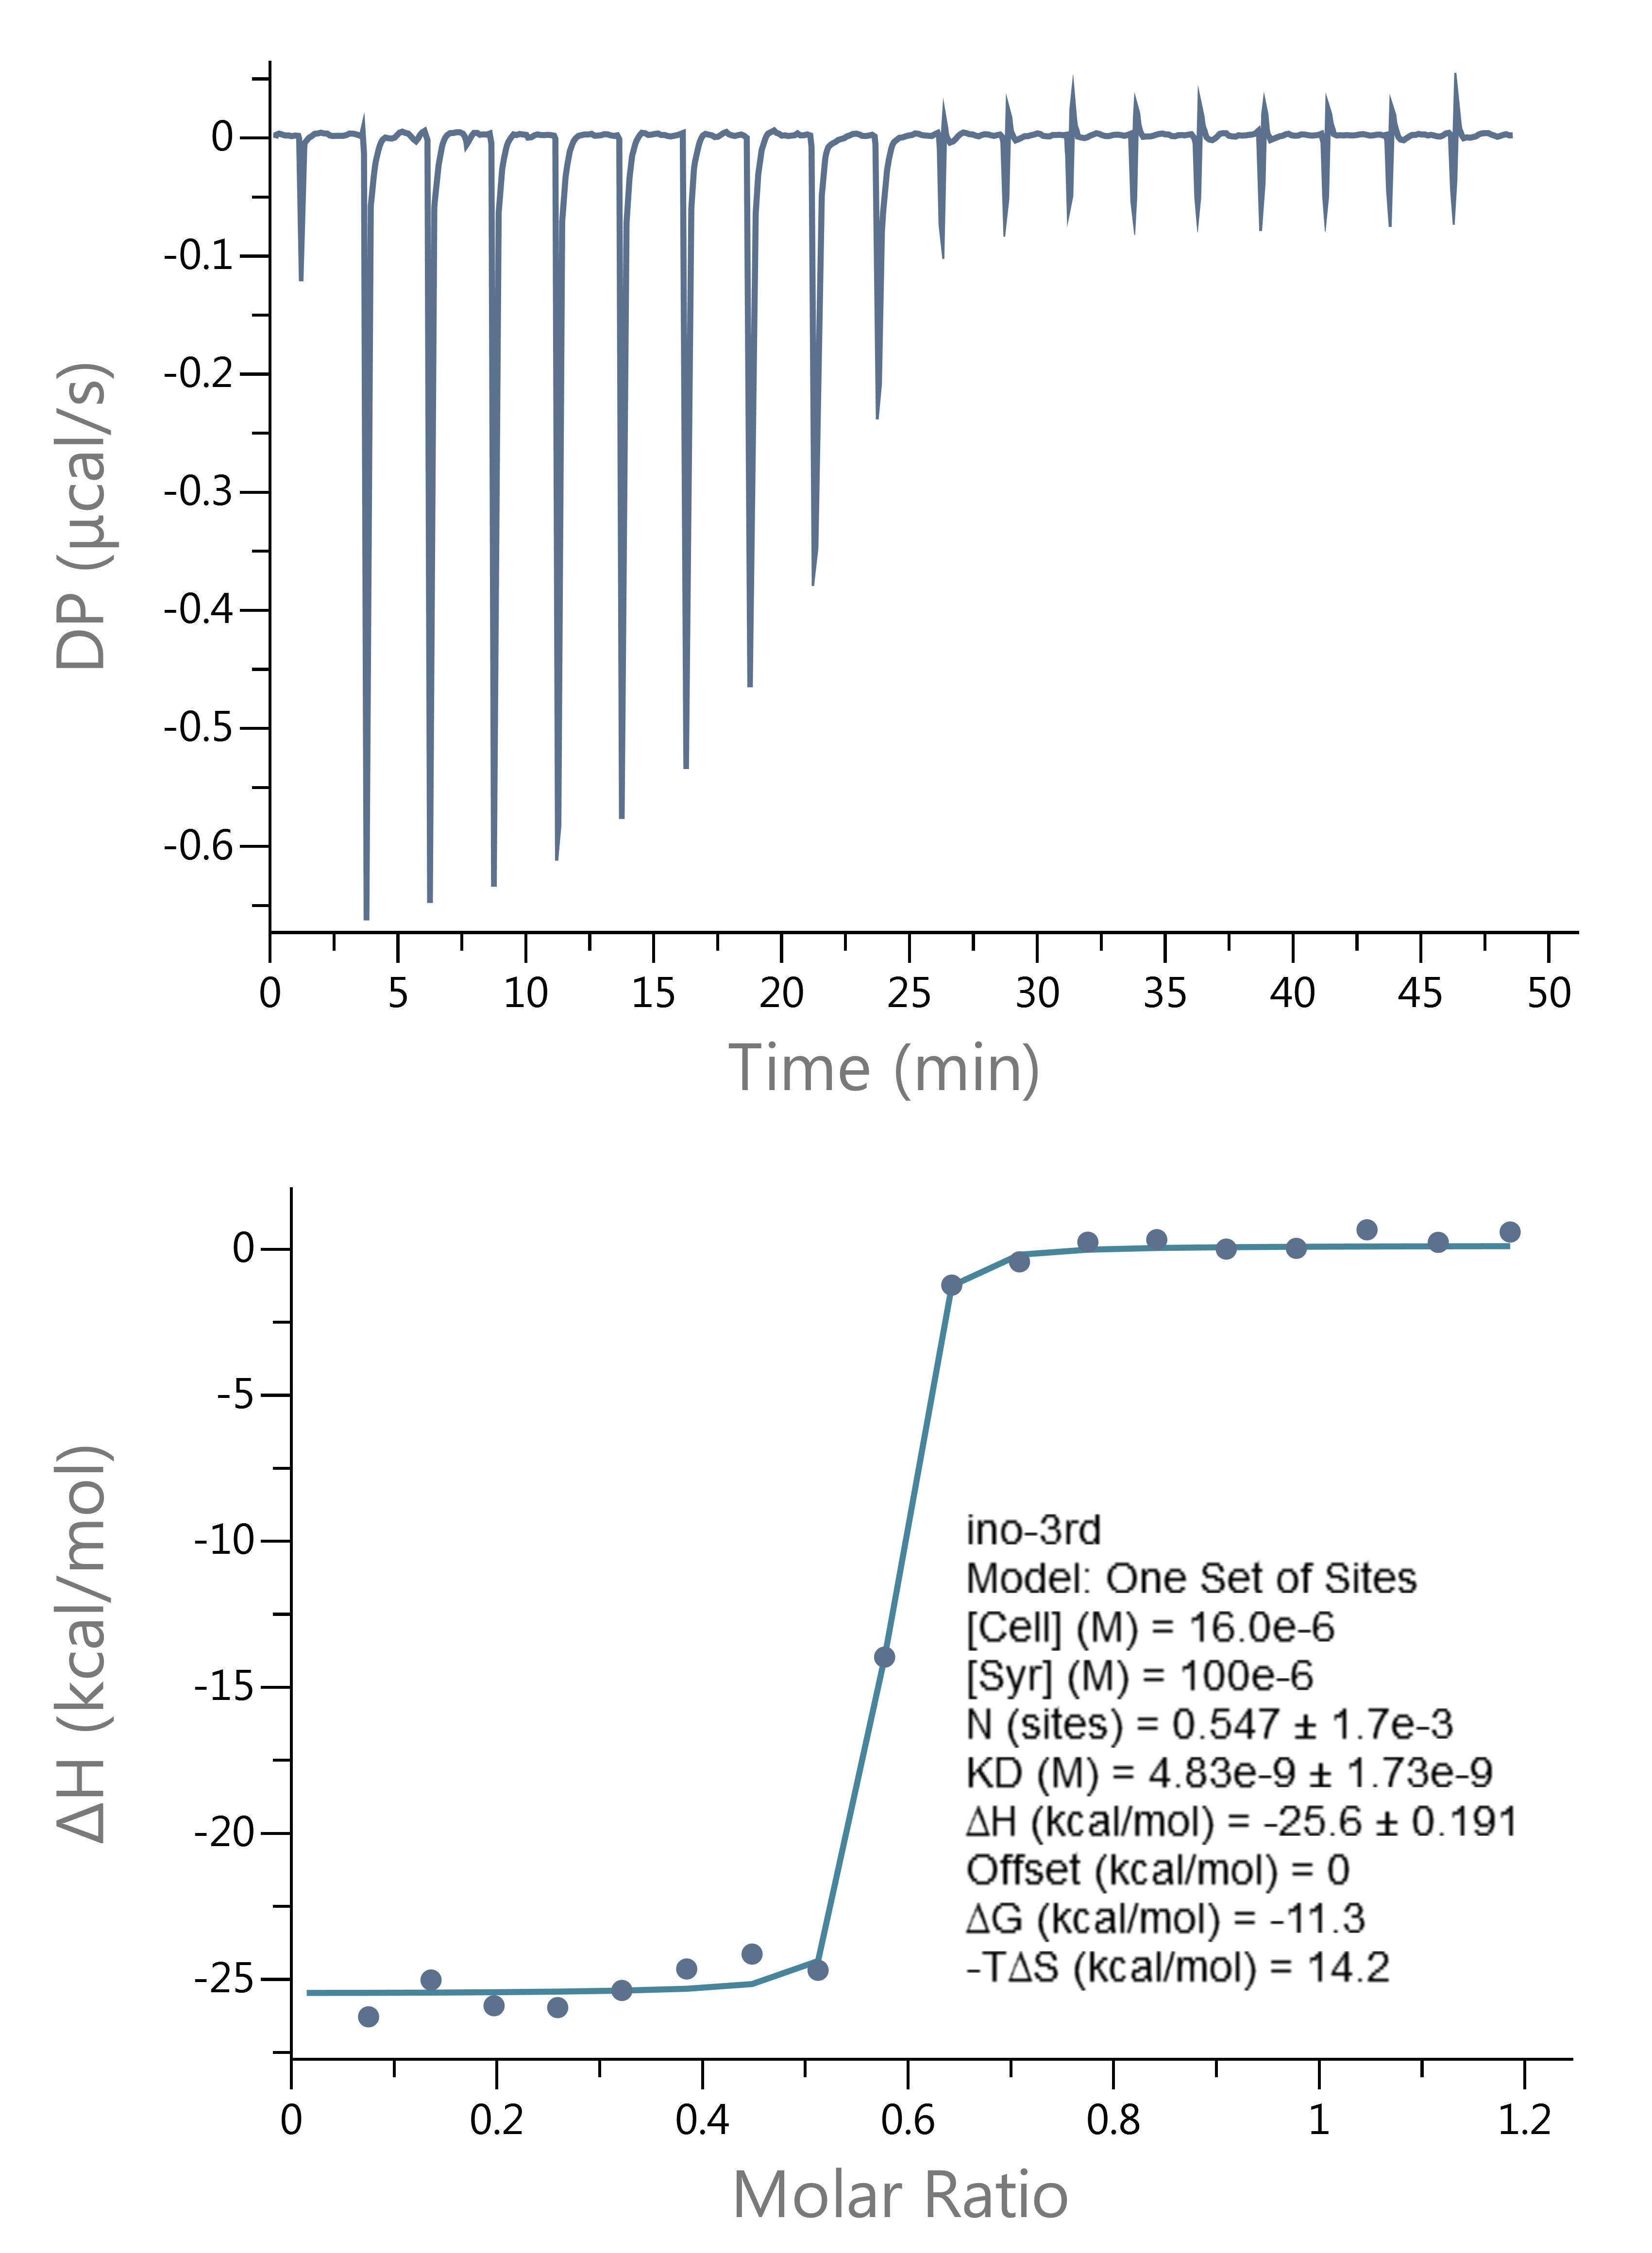 0
-0.1
-0.2
-0.3
-0.4
-0.5
-0.6
DP (μcal/s)
0 5 10 15 20 25 30 35 40 45 50
Time (min)
0
-5
-10
-15
-20
-25
ΔH (kcal/mol)
ino-3rd
Model: One Set of Sites
[Cell] (M) = 16.0e-6
[Syr] (M) = 100e-6
N (sites) = 0.547 ± 1.7e-3
KD (M) = 4.83e-9 ± 1.73e-9
ΔH (kcal/mol) = -25.6 ± 0.191
Offset (kcal/mol) = 0
ΔG (kcal/mol) = -11.3
-TΔS (kcal/mol) = 14.2
0 0.2 0.4 0.6 0.8 1 1.2
Molar Ratio